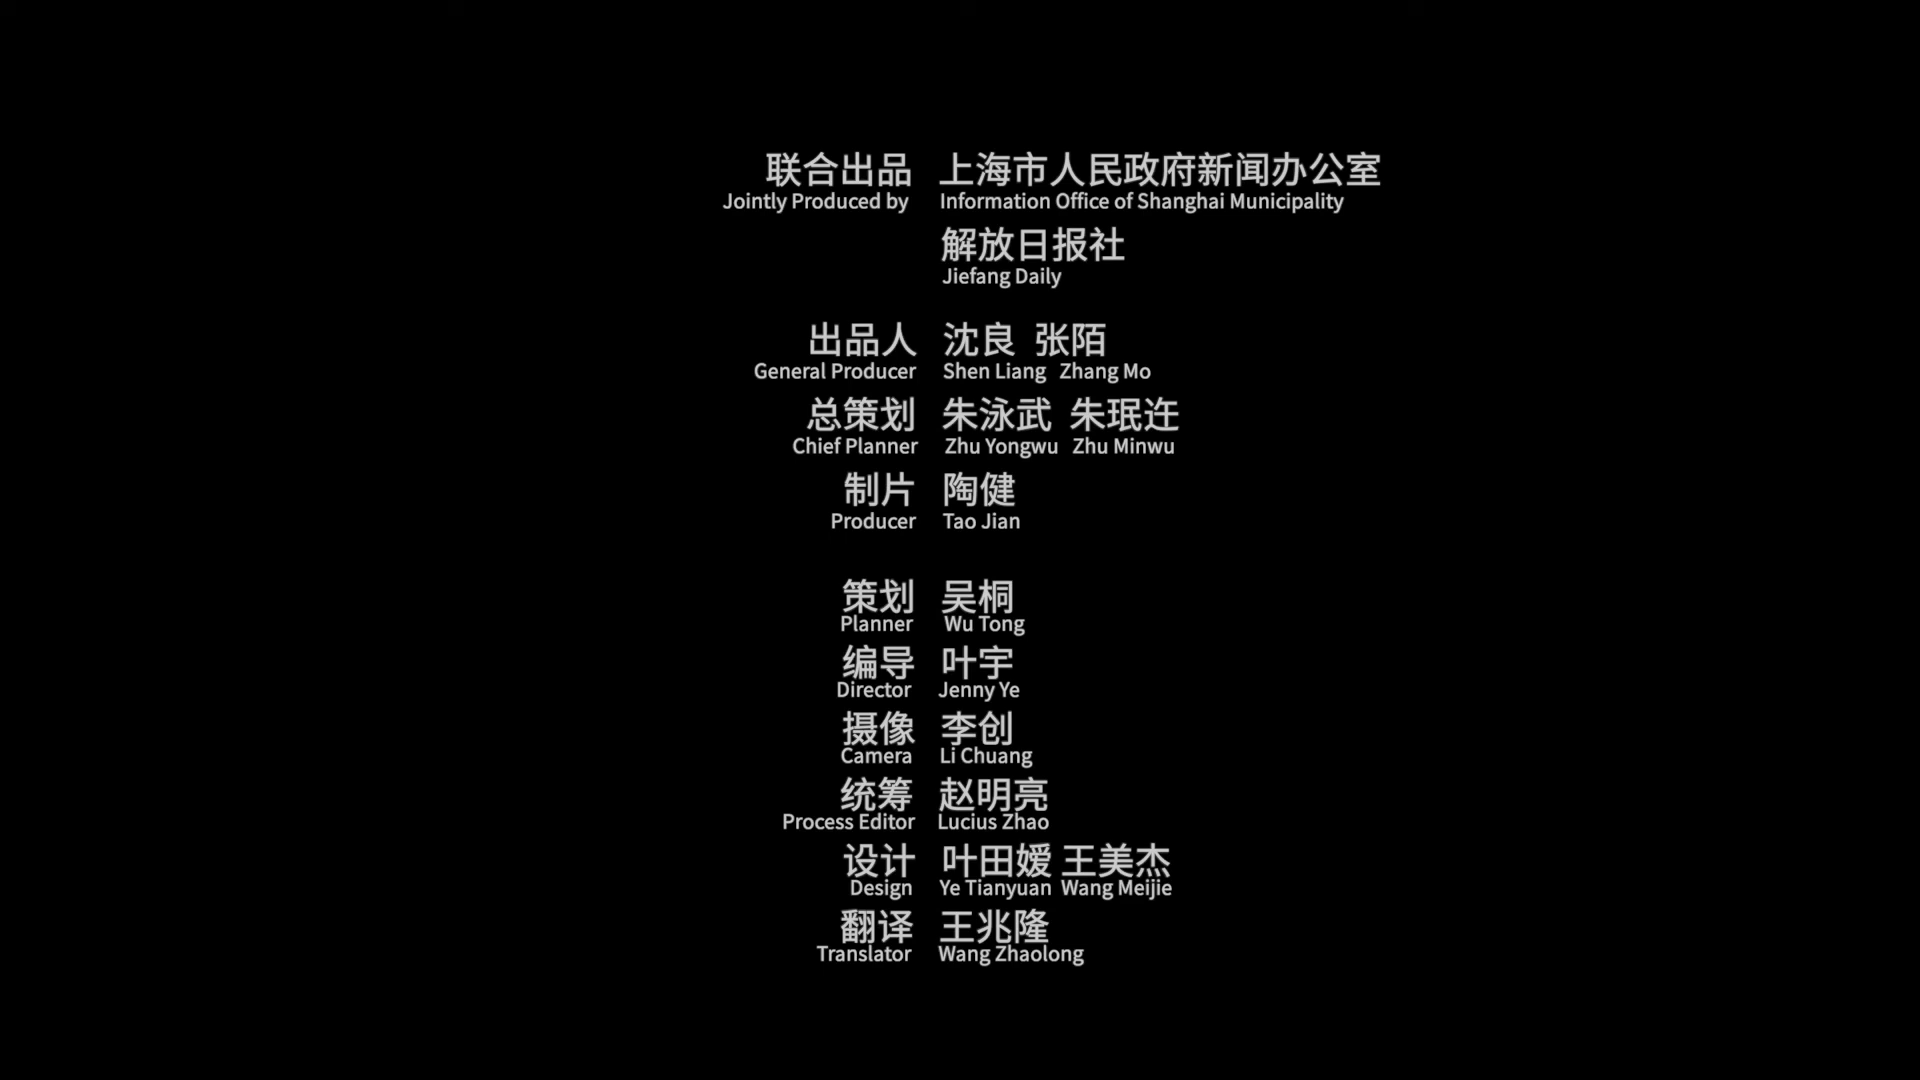 联合出品 上海市人民政府新闻办公室
Jointly Produced by Information Office of Shanghai Municipality
解放日报社
Jiefang Daily
出品人 沈良 张陌
General Producer Shen Liang Zhang Mo
总策划 朱泳武 朱珉迕
Chief Planner Zhu Yongwu Zhu Minwu
制片 陶健
Producer Tao Jian
策划 吴桐
Planner Wu Tong
编导 叶宇
Director Jenny Ye
摄像 李创
Camera Li Chuang
统筹 赵明亮
Process Editor Lucius Zhao
设计 叶田媛 王美杰
Design Ye Tianyuan Wang Meijie
翻译 王兆隆
Translator Wang Zhaolong